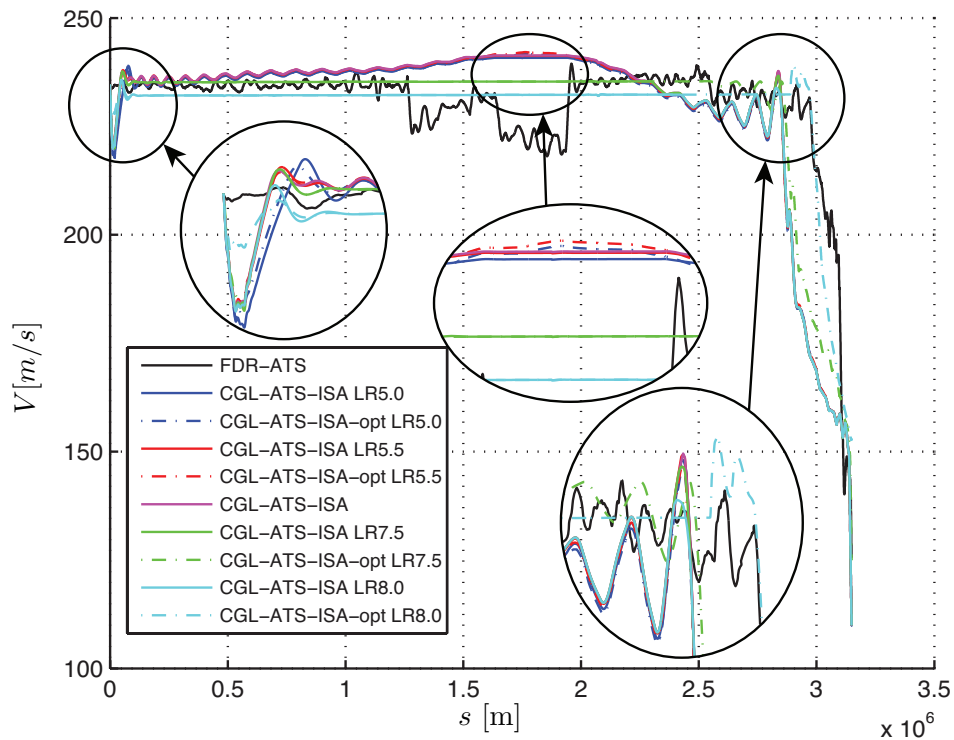 250
200
150
100
V[m/s]
FDR−ATS
CGL−ATS−ISA LR5.0
CGL−ATS−ISA−opt LR5.0
CGL−ATS−ISA LR5.5
CGL−ATS−ISA−opt LR5.5
CGL−ATS−ISA
CGL−ATS−ISA LR7.5
CGL−ATS−ISA−opt LR7.5
CGL−ATS−ISA LR8.0
CGL−ATS−ISA−opt LR8.0
0 0.5 1 1.5 2 2.5 3 3.5
s [m]
x 10^6